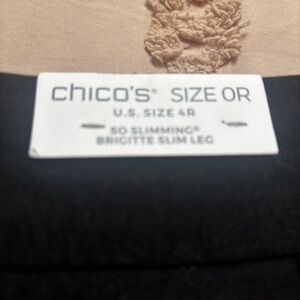 chico's® SIZE 0R
U.S. SIZE 4R
SO SLIMMING®
BRIGITTE SLIM LEG